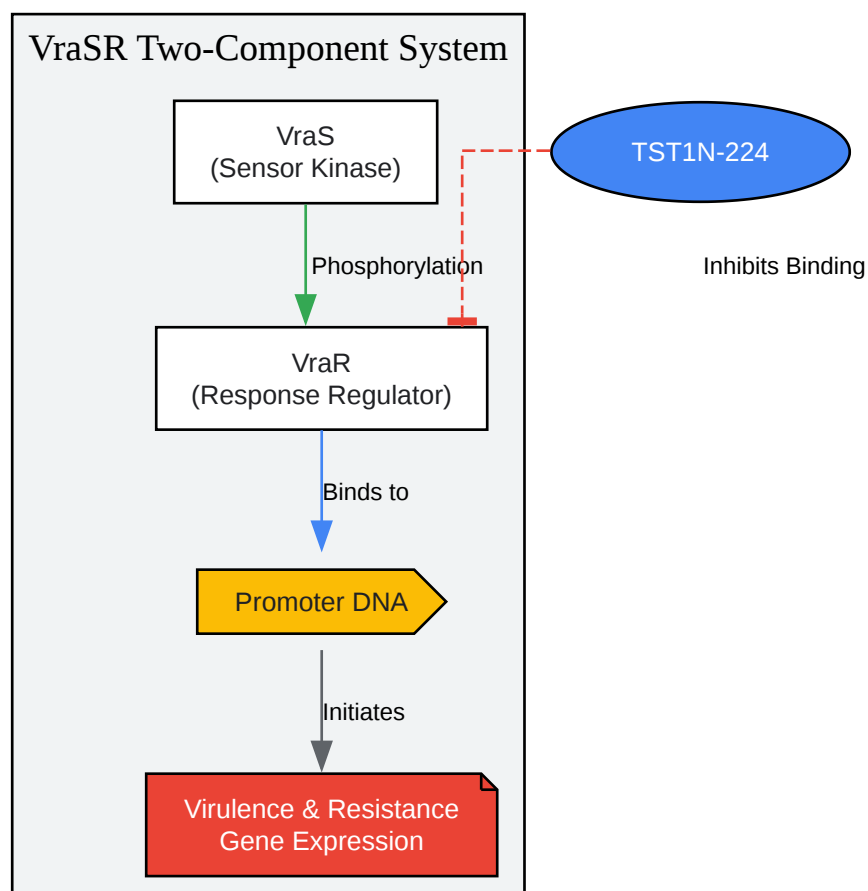 VraSR Two-Component System
VraS
(Sensor Kinase)
TST1N-224
Phosphorylation
Inhibits Binding
VraR
(Response Regulator)
Binds to
Promoter DNA
Initiates
Virulence & Resistance
Gene Expression